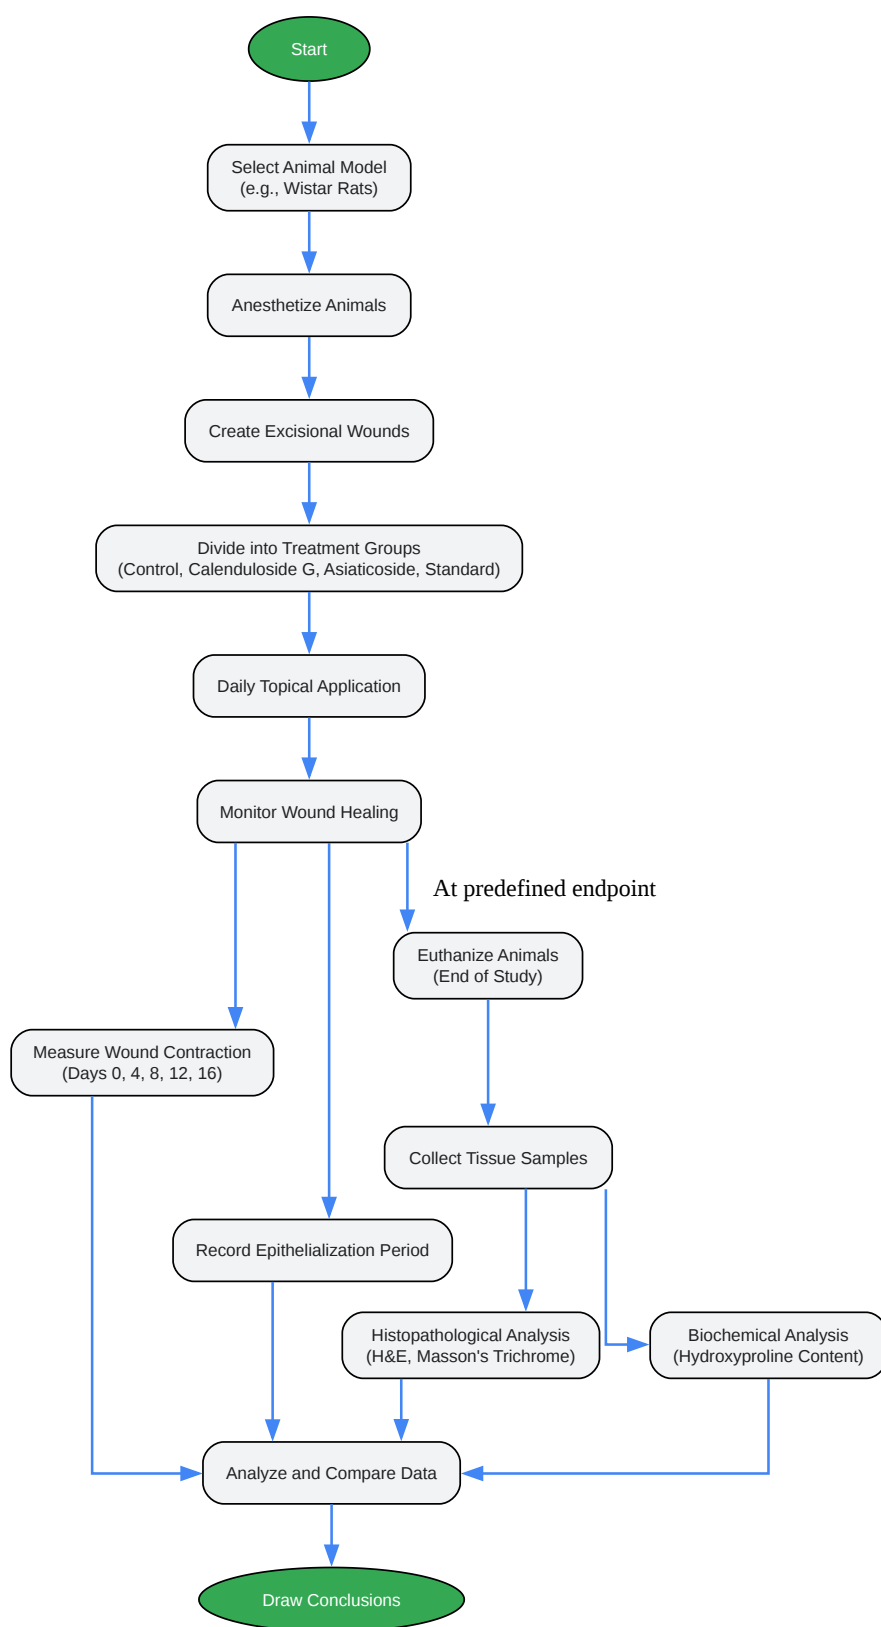 Start
Select Animal Model
(e.g., Wistar Rats)
Anesthetize Animals
Create Excisional Wounds
Divide into Treatment Groups
(Control, Calenduloside G, Asiaticoside, Standard)
Daily Topical Application
Monitor Wound Healing
At predefined endpoint
Euthanize Animals
(End of Study)
Measure Wound Contraction
(Days 0, 4, 8, 12, 16)
Collect Tissue Samples
Record Epithelialization Period
Histopathological Analysis
(H&E, Masson's Trichrome)
Biochemical Analysis
(Hydroxyproline Content)
Analyze and Compare Data
Draw Conclusions